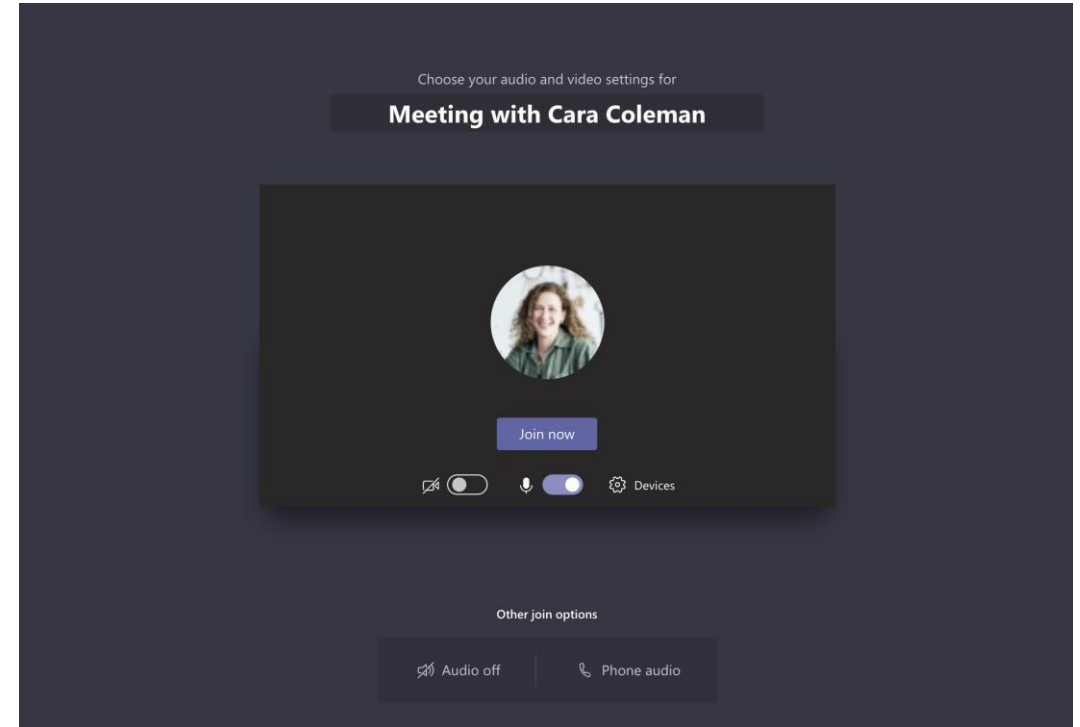 Choose your audio and video settings for
Meeting with Cara Coleman
Join now
Devices
Other join options
Audio off
Phone audio